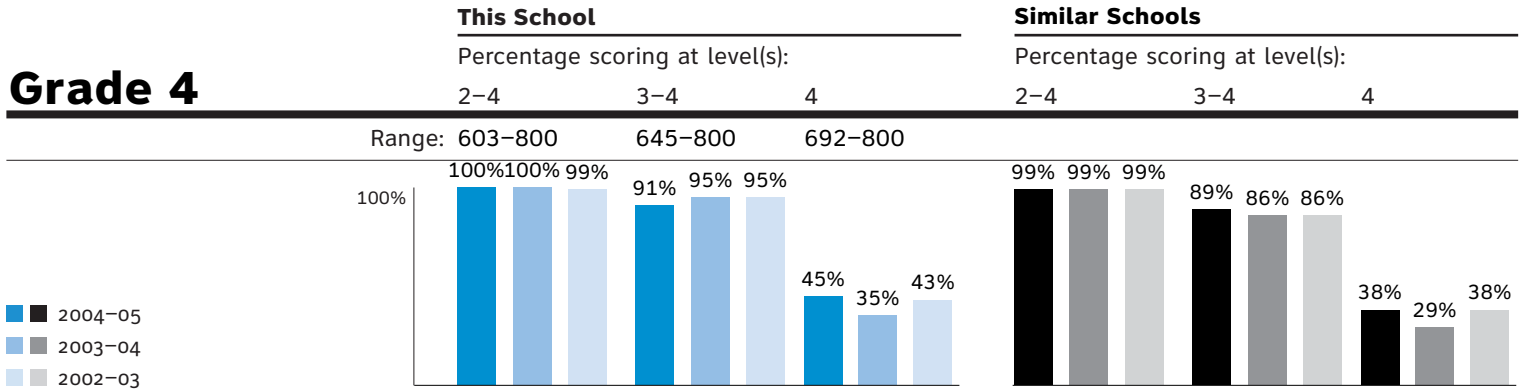 This School Similar Schools
Percentage scoring at level(s): Percentage scoring at level(s):
Grade 4 2–4 3–4 4 2–4 3–4 4
Range: 603–800 645–800 692–800
100% 100% 99% 91% 95% 95% 45% 35% 43% 99% 99% 99% 89% 86% 86% 38% 29% 38%
100%
2004–05
2003–04
2002–03